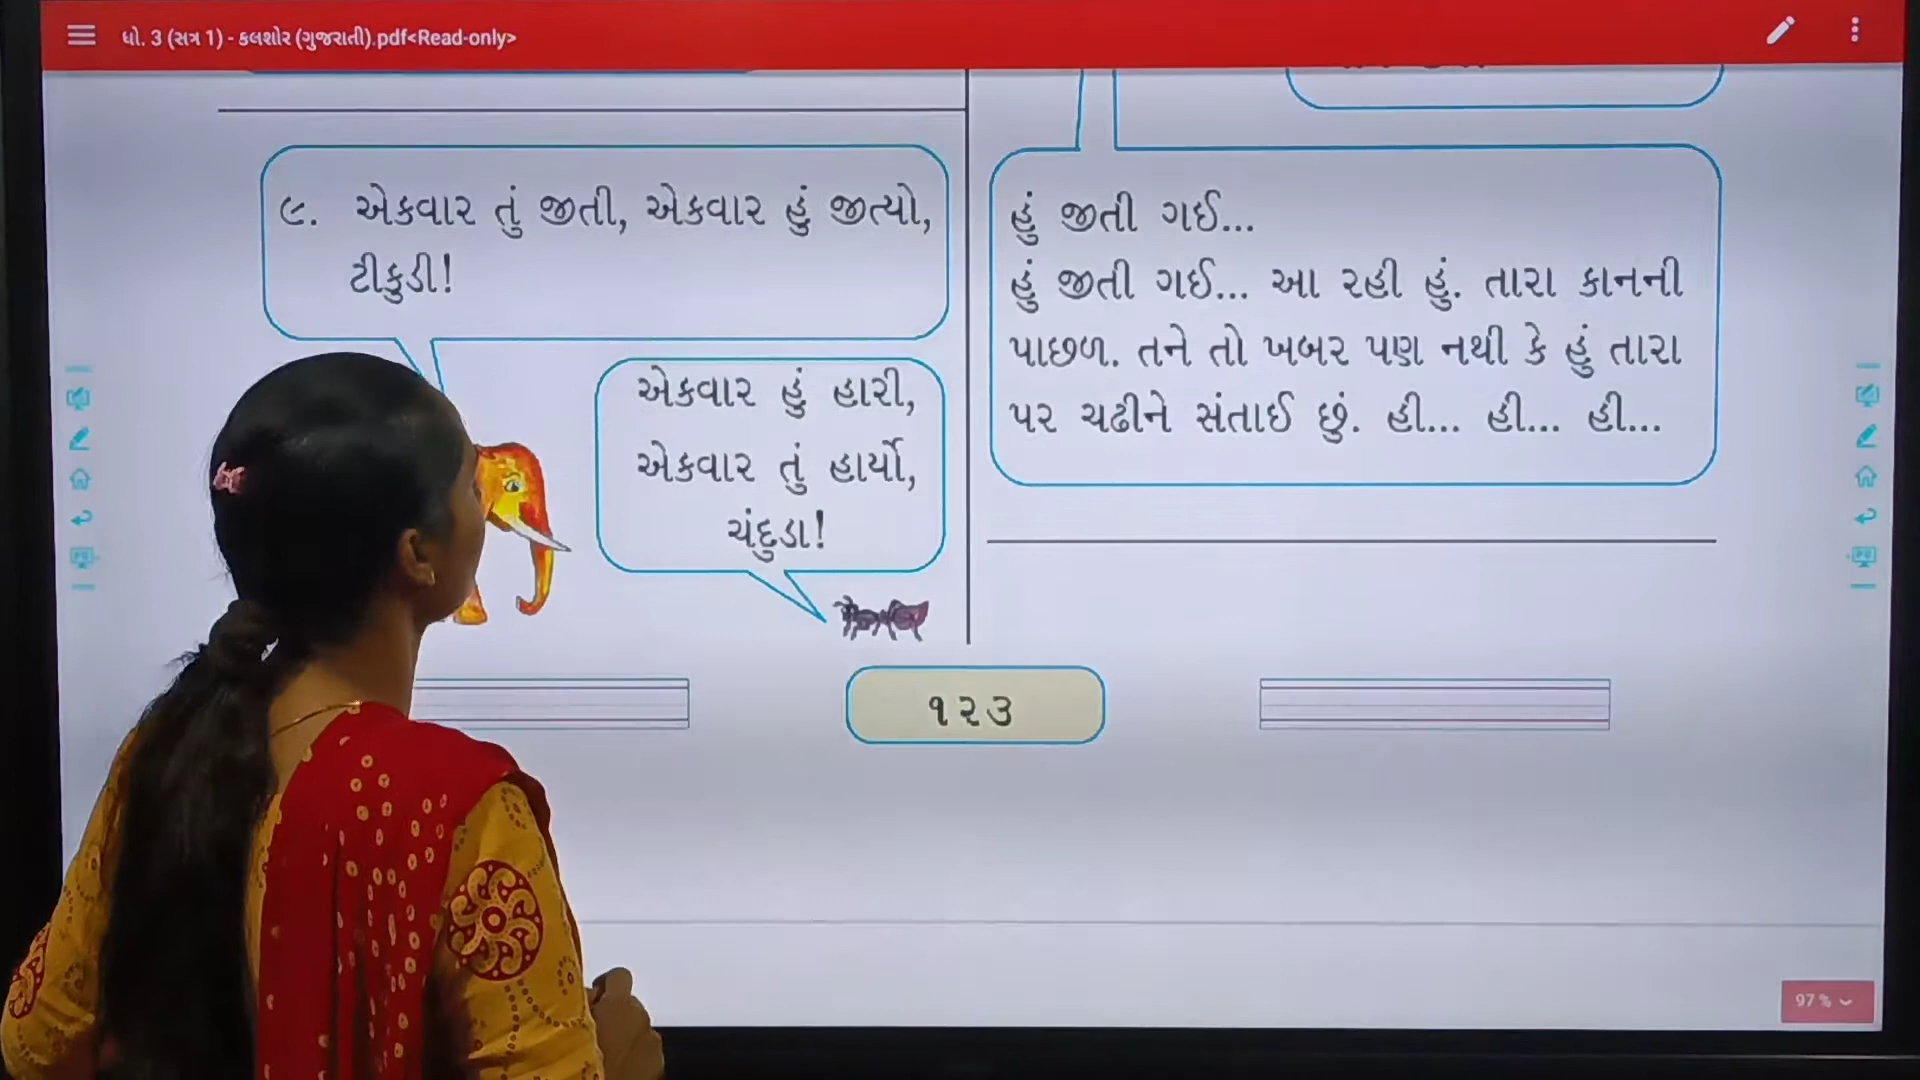 ધો. 3 (સત્ર 1) - કલશોર (ગુજરાતી).pdf<Read-only>
૯. એકવાર તું જીતી, એકવાર હું જીત્યો,
ટીકુડી!
એકવાર હું હારી,
એકવાર તું હાર્યો,
ચંદુડા!
હું જીતી ગઈ...
હું જીતી ગઈ... આ રહી હું. તારા કાનની
પાછળ. તને તો ખબર પણ નથી કે હું તારા
પર ચઢીને સંતાઈ છું. હી... હી... હી...
૧૨૩
97 %